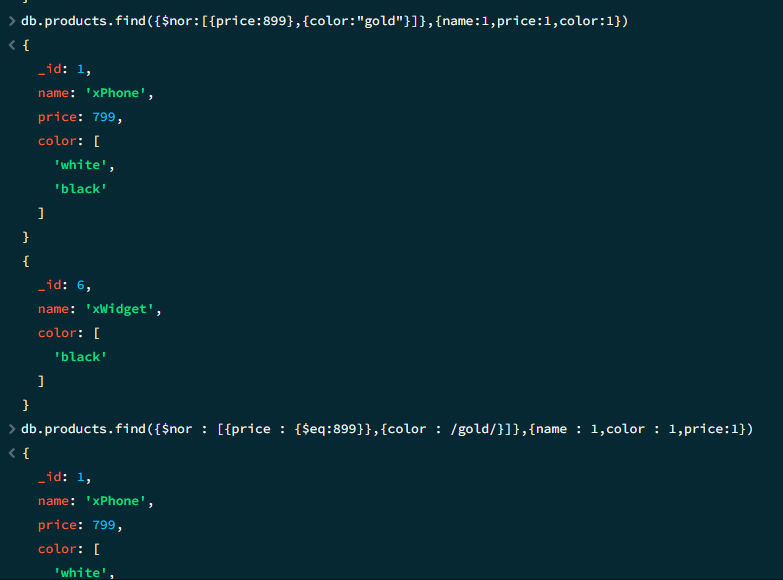 }
> db.products.find({$nor:[{price:899},{color:"gold"}]},{name:1,price:1,color:1})
< {
_id: 1,
name: 'xPhone',
price: 799,
color: [
'white',
'black'
]
}
{
_id: 6,
name: 'xWidget',
color: [
'black'
]
}
> db.products.find({$nor : [{price : {$eq:899}},{color : /gold/}]},{name : 1,color : 1,price:1})
< {
_id: 1,
name: 'xPhone',
price: 799,
color: [
'white',